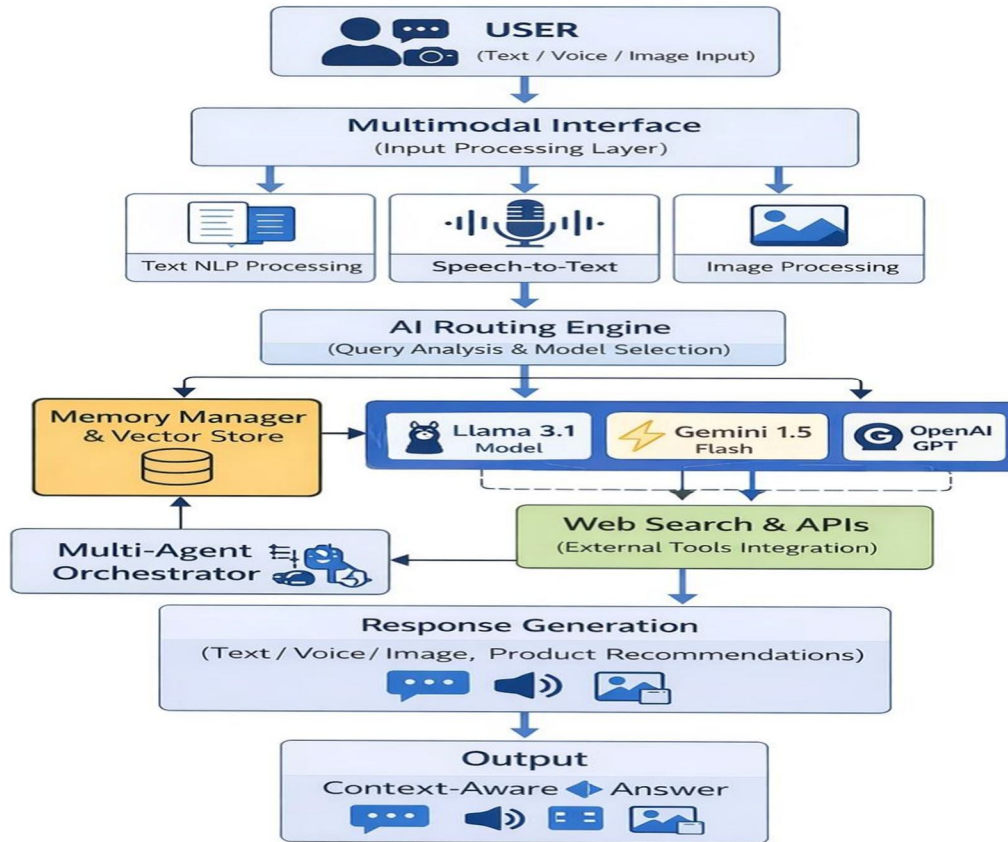 USER
(Text / Voice / Image Input)
Multimodal Interface
(Input Processing Layer)
Text NLP Processing
Speech-to-Text
Image Processing
AI Routing Engine
(Query Analysis & Model Selection)
Memory Manager
& Vector Store
Llama 3.1
Model
Gemini 1.5
Flash
G
OpenAI
GPT
Web Search & APIs
(External Tools Integration)
Multi-Agent
Orchestrator
Response Generation
(Text / Voice / Image, Product Recommendations)
Output
Context-Aware Answer